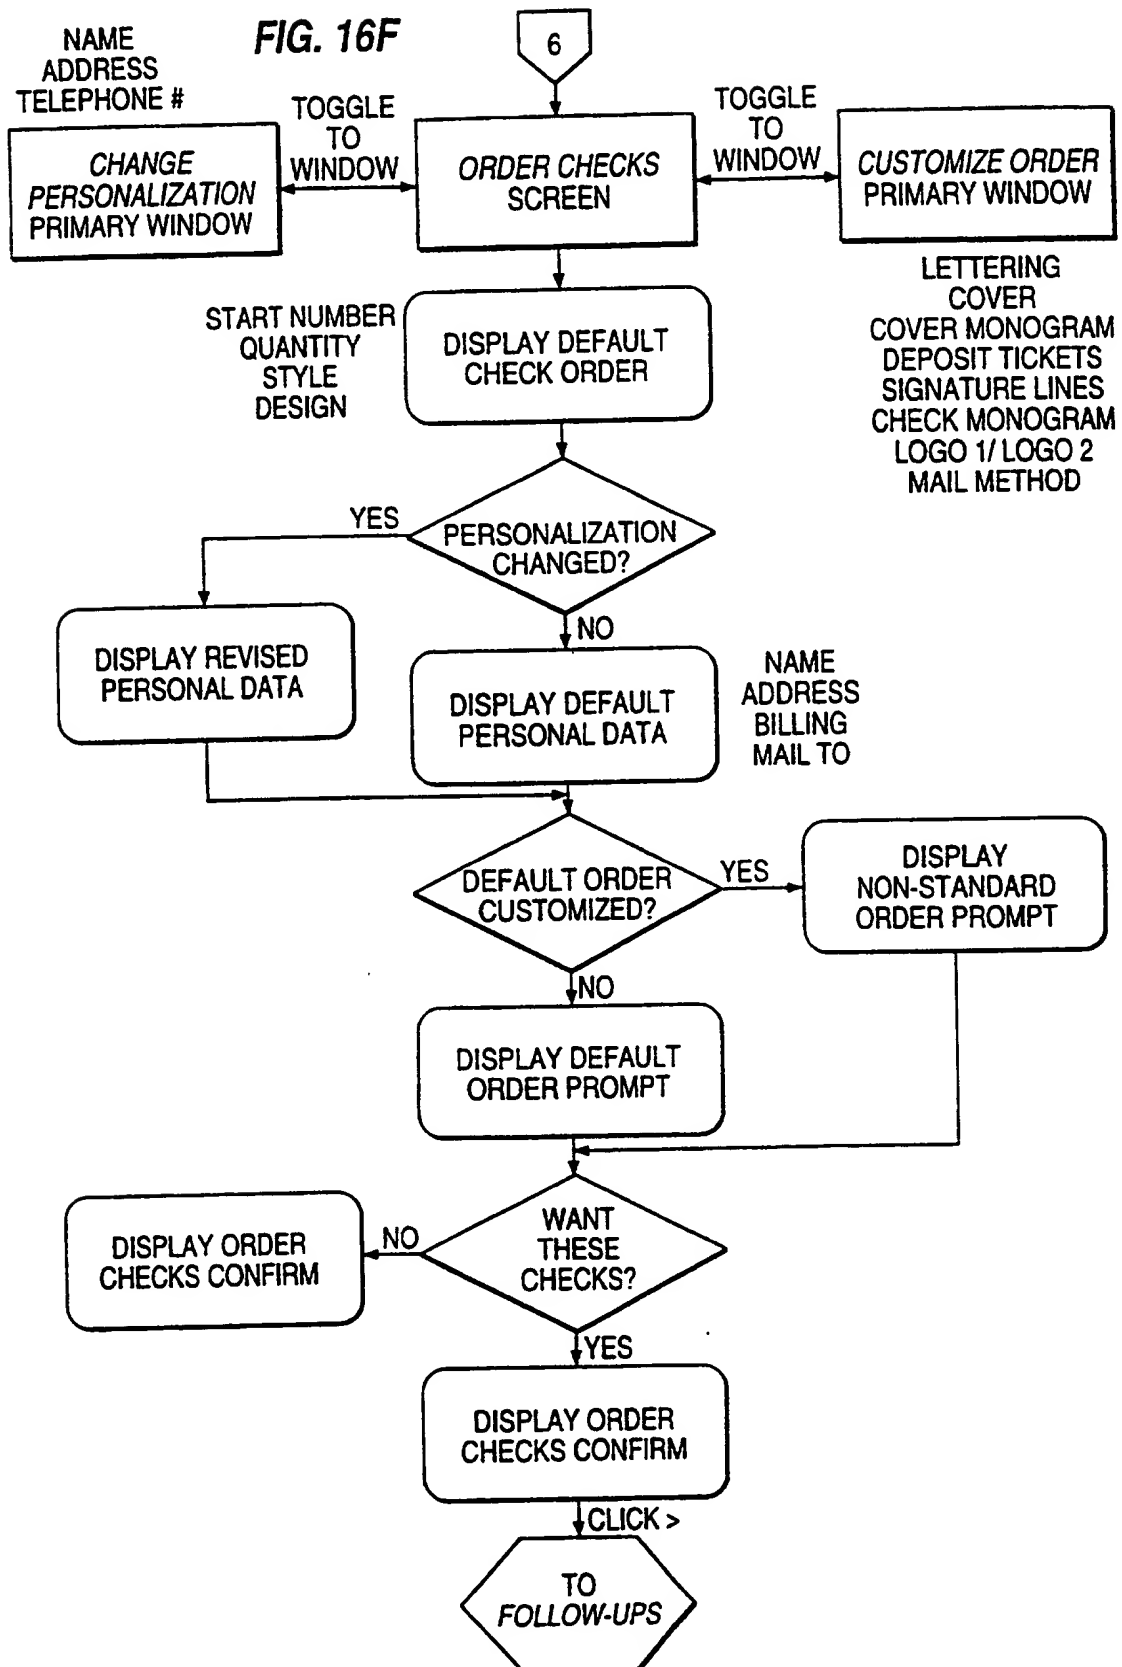 FIG. 16F
6
NAME
ADDRESS
TELEPHONE #
CHANGE
PERSONALIZATION
PRIMARY WINDOW
TOGGLE
TO
WINDOW
ORDER CHECKS
SCREEN
TOGGLE
TO
WINDOW
CUSTOMIZE ORDER
PRIMARY WINDOW
LETTERING
COVER
COVER MONOGRAM
DEPOSIT TICKETS
SIGNATURE LINES
CHECK MONOGRAM
LOGO 1/ LOGO 2
MAIL METHOD
START NUMBER
QUANTITY
STYLE
DESIGN
DISPLAY DEFAULT
CHECK ORDER
YES
PERSONALIZATION
CHANGED?
NO
DISPLAY REVISED
PERSONAL DATA
DISPLAY DEFAULT
PERSONAL DATA
NAME
ADDRESS
BILLING
MAIL TO
DEFAULT ORDER
CUSTOMIZED?
YES
DISPLAY
NON-STANDARD
ORDER PROMPT
NO
DISPLAY DEFAULT
ORDER PROMPT
WANT
THESE
CHECKS?
NO
DISPLAY ORDER
CHECKS CONFIRM
YES
DISPLAY ORDER
CHECKS CONFIRM
CLICK >
TO
FOLLOW-UPS